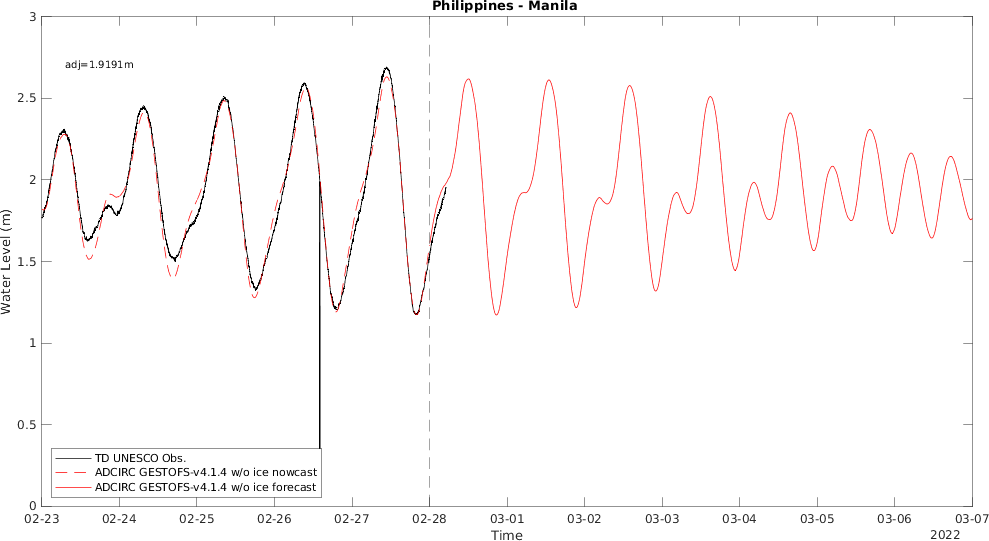 Philippines - Manila
adj=1.9191m
Water Level (m)
3
2.5
2
1.5
1
0.5
0
TD UNESCO Obs.
ADCIRC GESTOFS-v4.1.4 w/o ice nowcast
ADCIRC GESTOFS-v4.1.4 w/o ice forecast
02-23 02-24 02-25 02-26 02-27 02-28 03-01 03-02 03-03 03-04 03-05 03-06 03-07
Time
2022